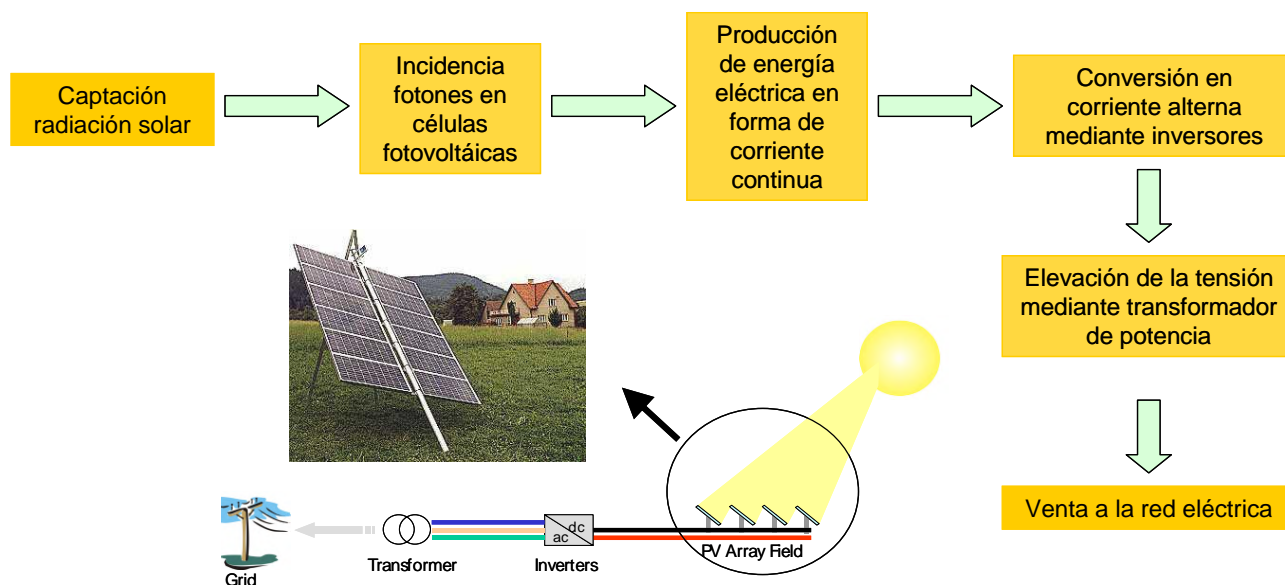 Captación
radiación solar
Incidencia
fotones en
células
fotovoltáicas
Producción
de energía
eléctrica en
forma de
corriente
continua
Conversión en
corriente alterna
mediante inversores
Elevación de la tensión
mediante transformador
de potencia
Venta a la red eléctrica
Grid
Transformer
dc
ac
Inverters
PV Array Field